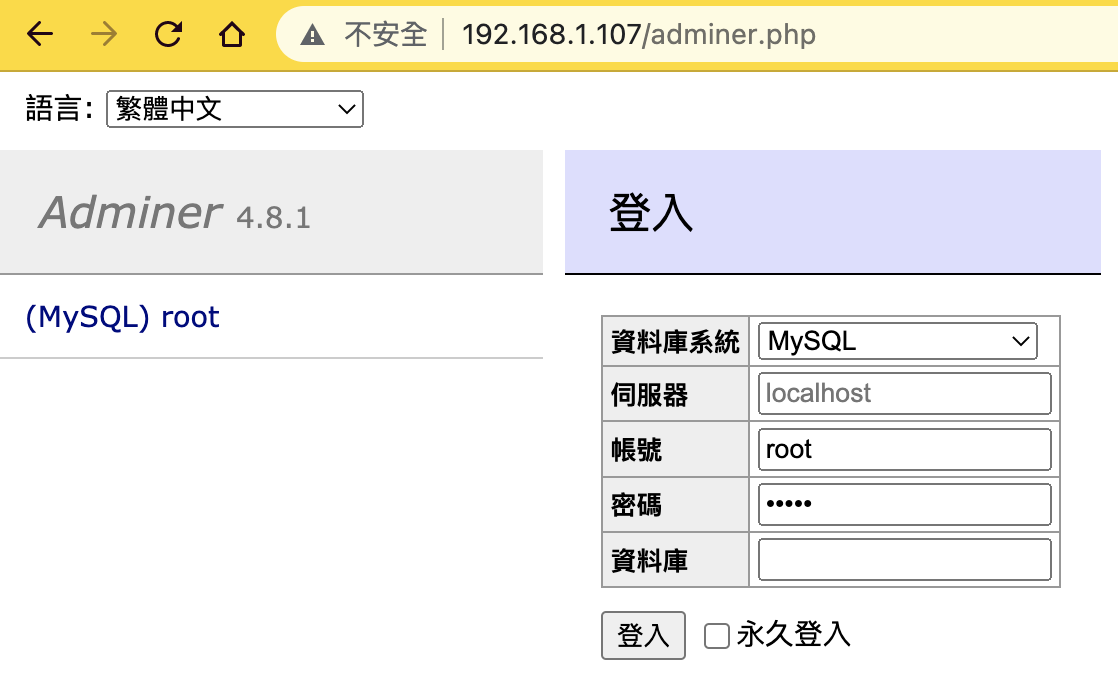 不安全 192.168.1.107/adminer.php
語言: 繁體中文
Adminer 4.8.1
(MySQL) root
登入
資料庫系統 MySQL
伺服器 localhost
帳號 root
密碼 •••••
資料庫
登入 永久登入